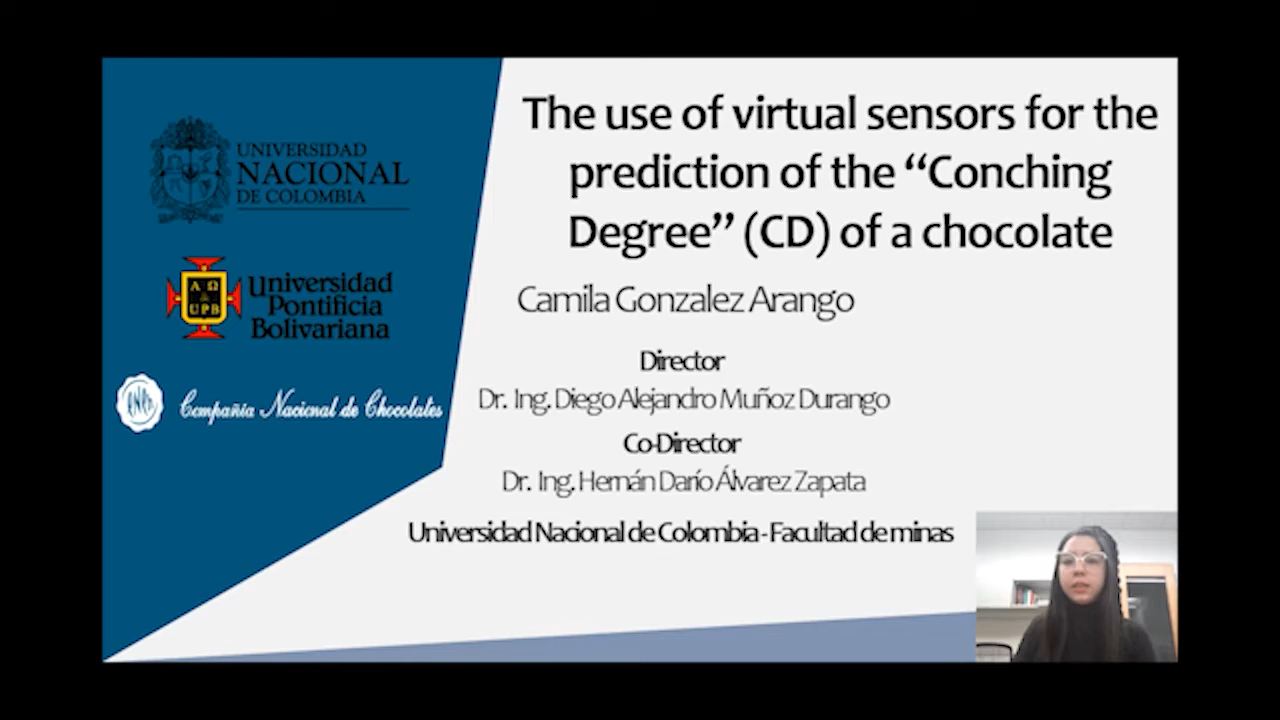 UNIVERSIDAD
NACIONAL
DE COLOMBIA
Universidad
Pontificia
Bolivariana
Α Ω
UPB
Compañía Nacional de Chocolates
The use of virtual sensors for the
prediction of the “Conching
Degree” (CD) of a chocolate
Camila Gonzalez Arango
Director
Dr. Ing. Diego Alejandro Muñoz Durango
Co-Director
Dr. Ing. Hernán Darío Álvarez Zapata
Universidad Nacional de Colombia - Facultad de minas